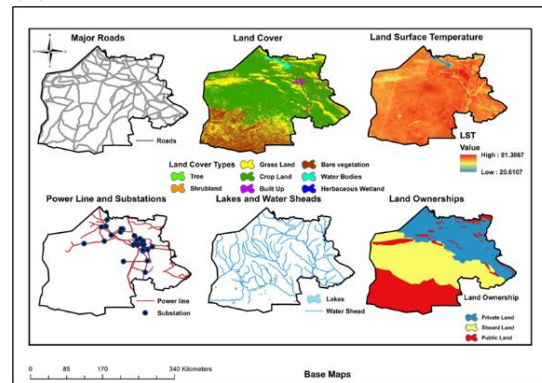 Major Roads
Land Cover
Land Surface Temperature
Roads
Land Cover Types
Tree
Shrubland
Grass Land
Crop Land
Built Up
Bare vegetation
Water Bodies
Herbaceous Wetland
LST
Value
High : 81.3867
Low : 20.6107
Power Line and Substations
Lakes and Water Sheads
Land Ownerships
Power line
Substation
Lakes
Water Shead
Land Ownership
Private Land
Sheard Land
Public Land
0 85 170 340 Kilometers
Base Maps